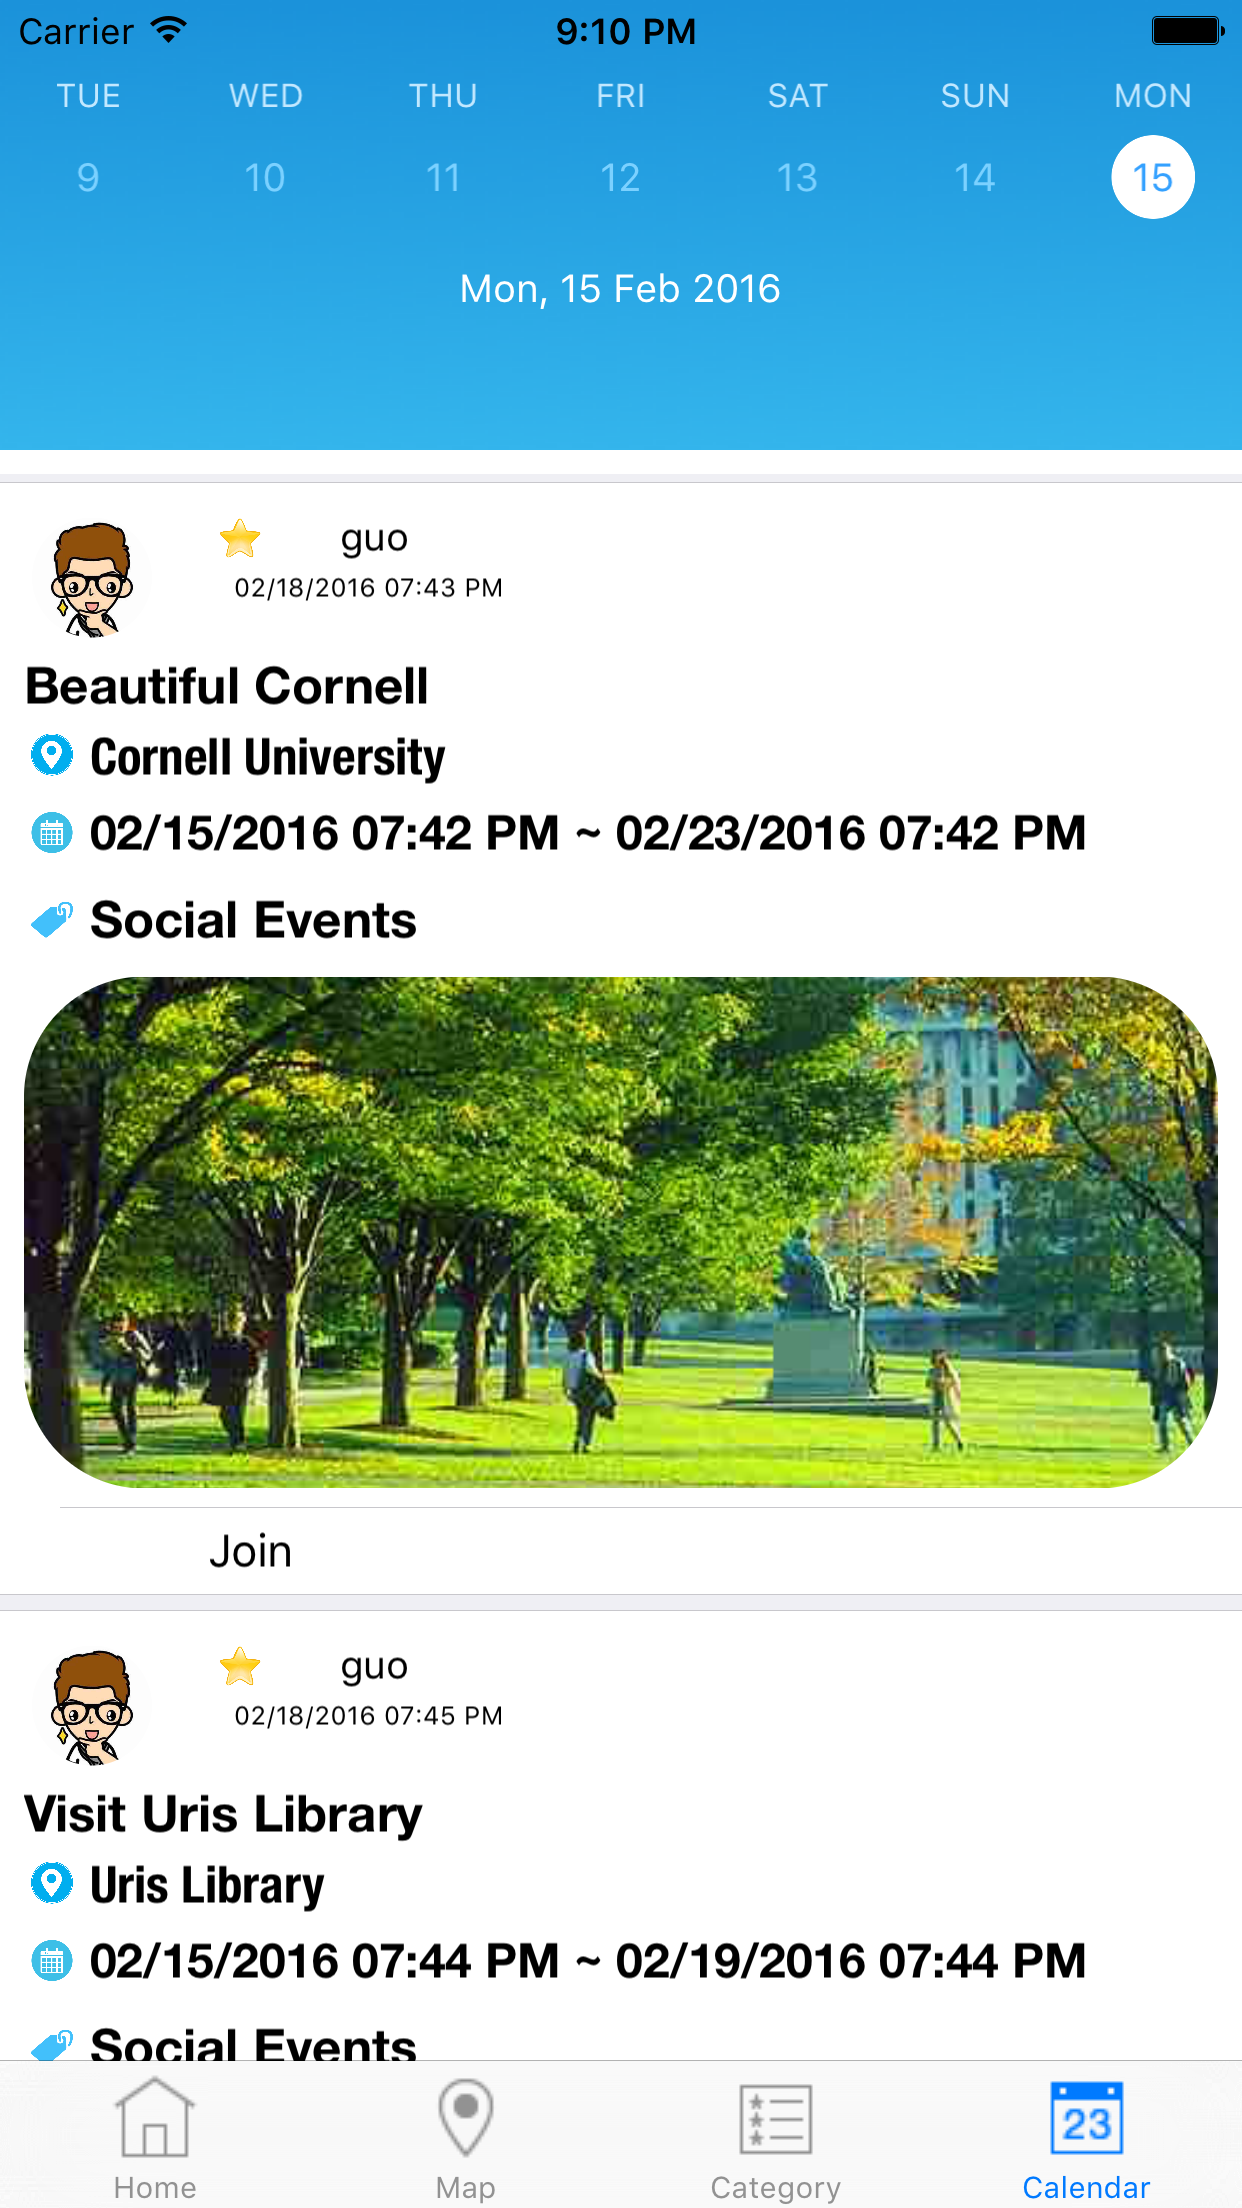 Carrier 9:10 PM
TUE WED THU FRI SAT SUN MON
9 10 11 12 13 14 15
Mon, 15 Feb 2016
guo
02/18/2016 07:43 PM
Beautiful Cornell
Cornell University
02/15/2016 07:42 PM ~ 02/23/2016 07:42 PM
Social Events
Join
guo
02/18/2016 07:45 PM
Visit Uris Library
Uris Library
02/15/2016 07:44 PM ~ 02/19/2016 07:44 PM
Social Events
23
Home Map Category Calendar